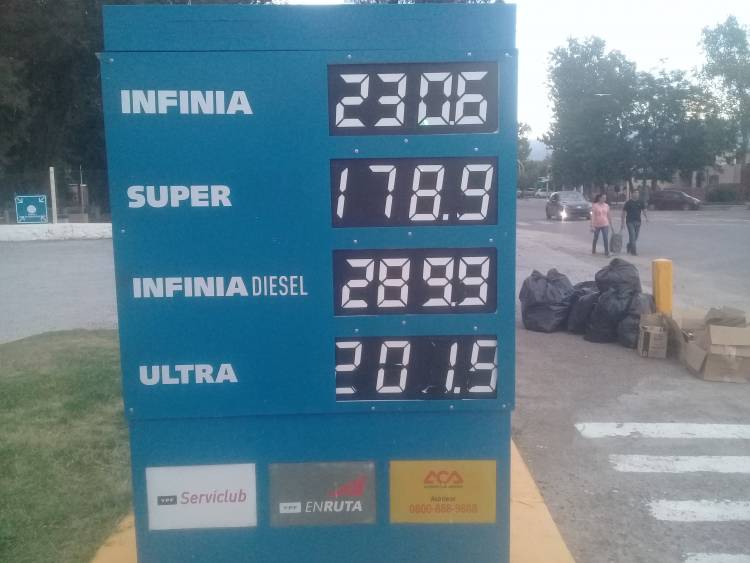 INFINIA 230.6
SUPER 178.9
INFINIA DIESEL 289.9
ULTRA 201.5
YPF Serviclub
YPF ENRUTA
ACA
0800-888-9888